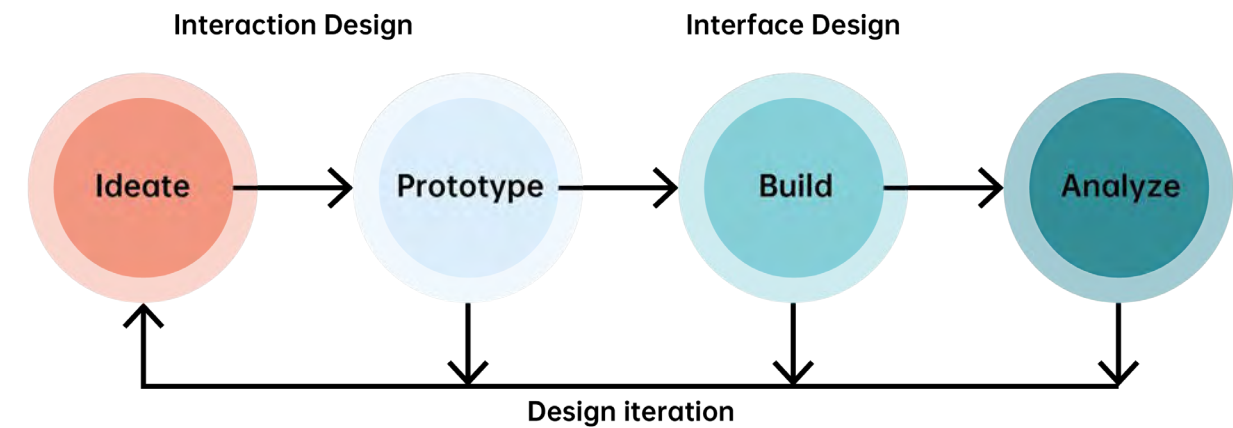 Interaction Design
Interface Design
Ideate
Prototype
Build
Analyze
Design iteration